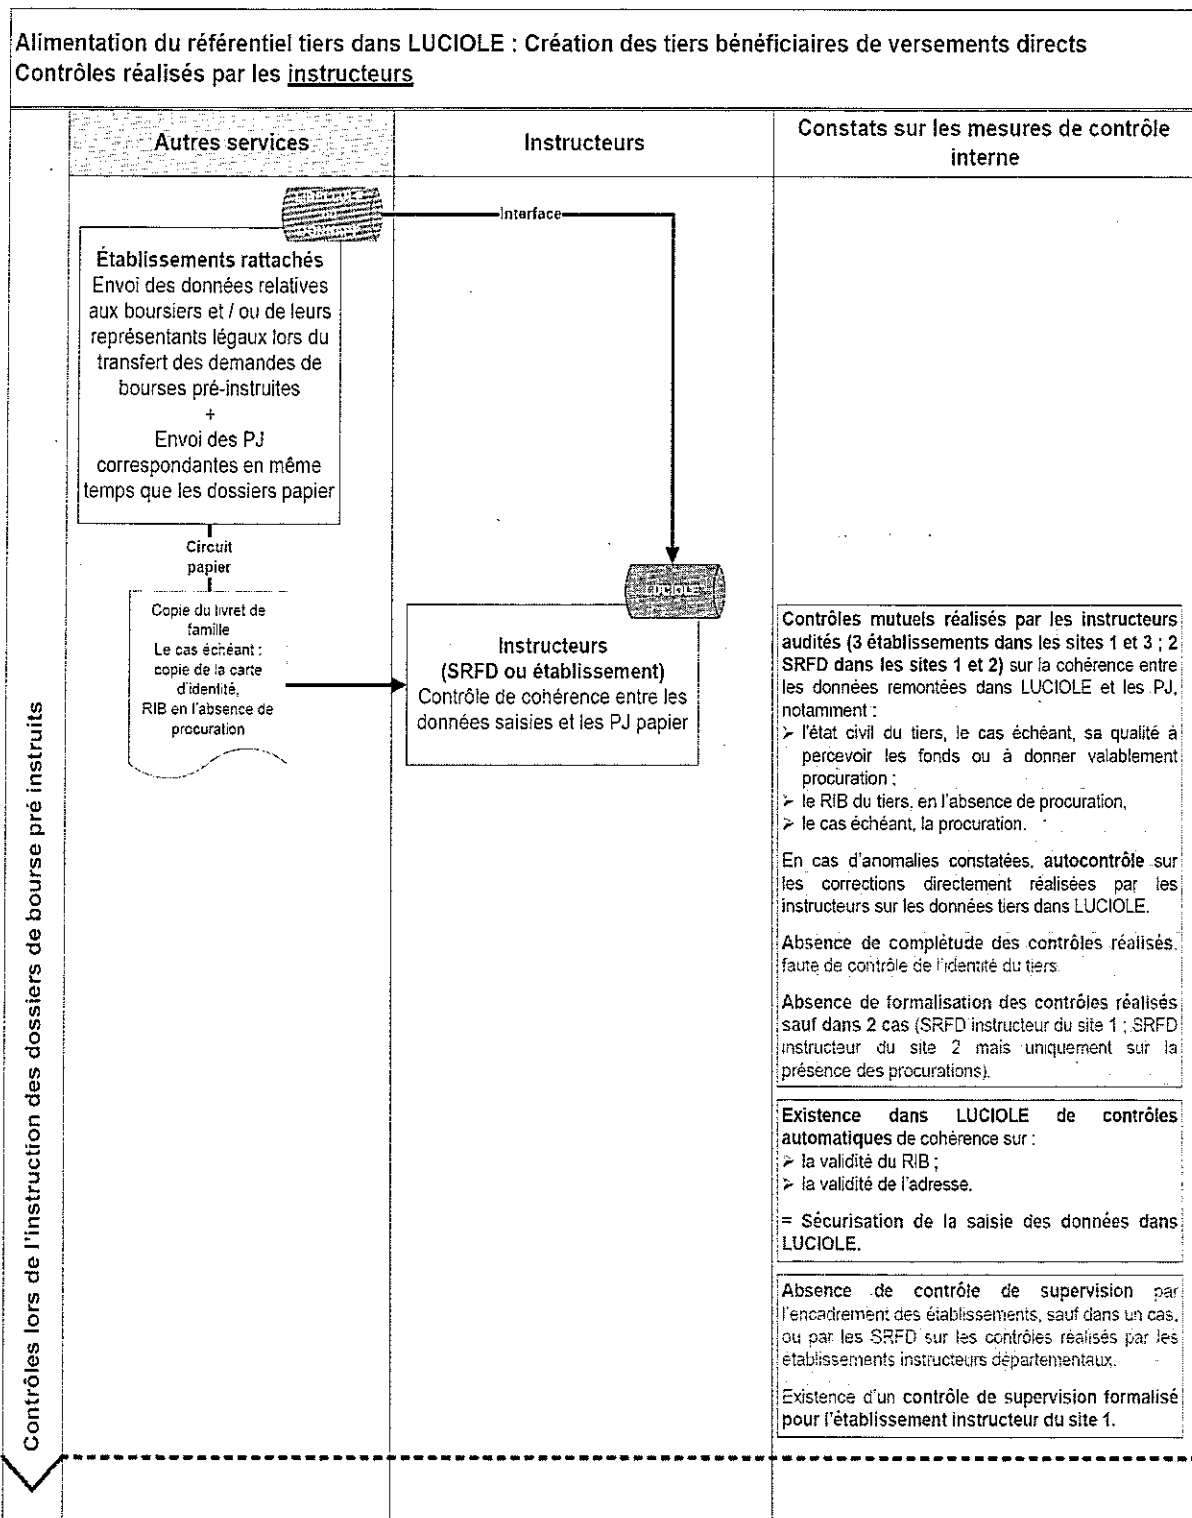 Alimentation du référentiel tiers dans LUCIOLE : Création des tiers bénéficiaires de versements directs
Contrôles réalisés par les instructeurs
Autres services
Instructeurs
Constats sur les mesures de contrôle
interne
Interface
Établissements rattachés
Envoi des données relatives
aux boursiers et / ou de leurs
représentants légaux lors du
transfert des demandes de
bourses pré-instruites
+
Envoi des PJ
correspondantes en même
temps que les dossiers papier
Circuit
papier
Copie du livret de
famille
Le cas échéant :
copie de la carte
d'identité,
RIB en l'absence de
procuration
LUCIOLE
Instructeurs
(SRFD ou établissement)
Contrôle de cohérence entre les
données saisies et les PJ papier
Contrôles mutuels réalisés par les instructeurs
audités (3 établissements dans les sites 1 et 3 ; 2
SRFD dans les sites 1 et 2) sur la cohérence entre
les données remontées dans LUCIOLE et les PJ,
notamment :
➢ l'état civil du tiers, le cas échéant, sa qualité à
percevoir les fonds ou à donner valablement
procuration ;
➢ le RIB du tiers, en l'absence de procuration,
➢ le cas échéant, la procuration.
En cas d'anomalies constatées, autocontrôle sur
les corrections directement réalisées par les
instructeurs sur les données tiers dans LUCIOLE.
Absence de complétude des contrôles réalisés,
faute de contrôle de l'identité du tiers.
Absence de formalisation des contrôles réalisés
sauf dans 2 cas (SRFD instructeur du site 1 ; SRFD
instructeur du site 2 mais uniquement sur la
présence des procurations).
Existence dans LUCIOLE de contrôles
automatiques de cohérence sur :
➢ la validité du RIB ;
➢ la validité de l'adresse.
= Sécurisation de la saisie des données dans
LUCIOLE.
Absence de contrôle de supervision par
l'encadrement des établissements, sauf dans un cas,
ou par les SRFD sur les contrôles réalisés par les
établissements instructeurs départementaux.
Existence d'un contrôle de supervision formalisé
pour l'établissement instructeur du site 1.
Contrôles lors de l'instruction des dossiers de bourse pré instruits